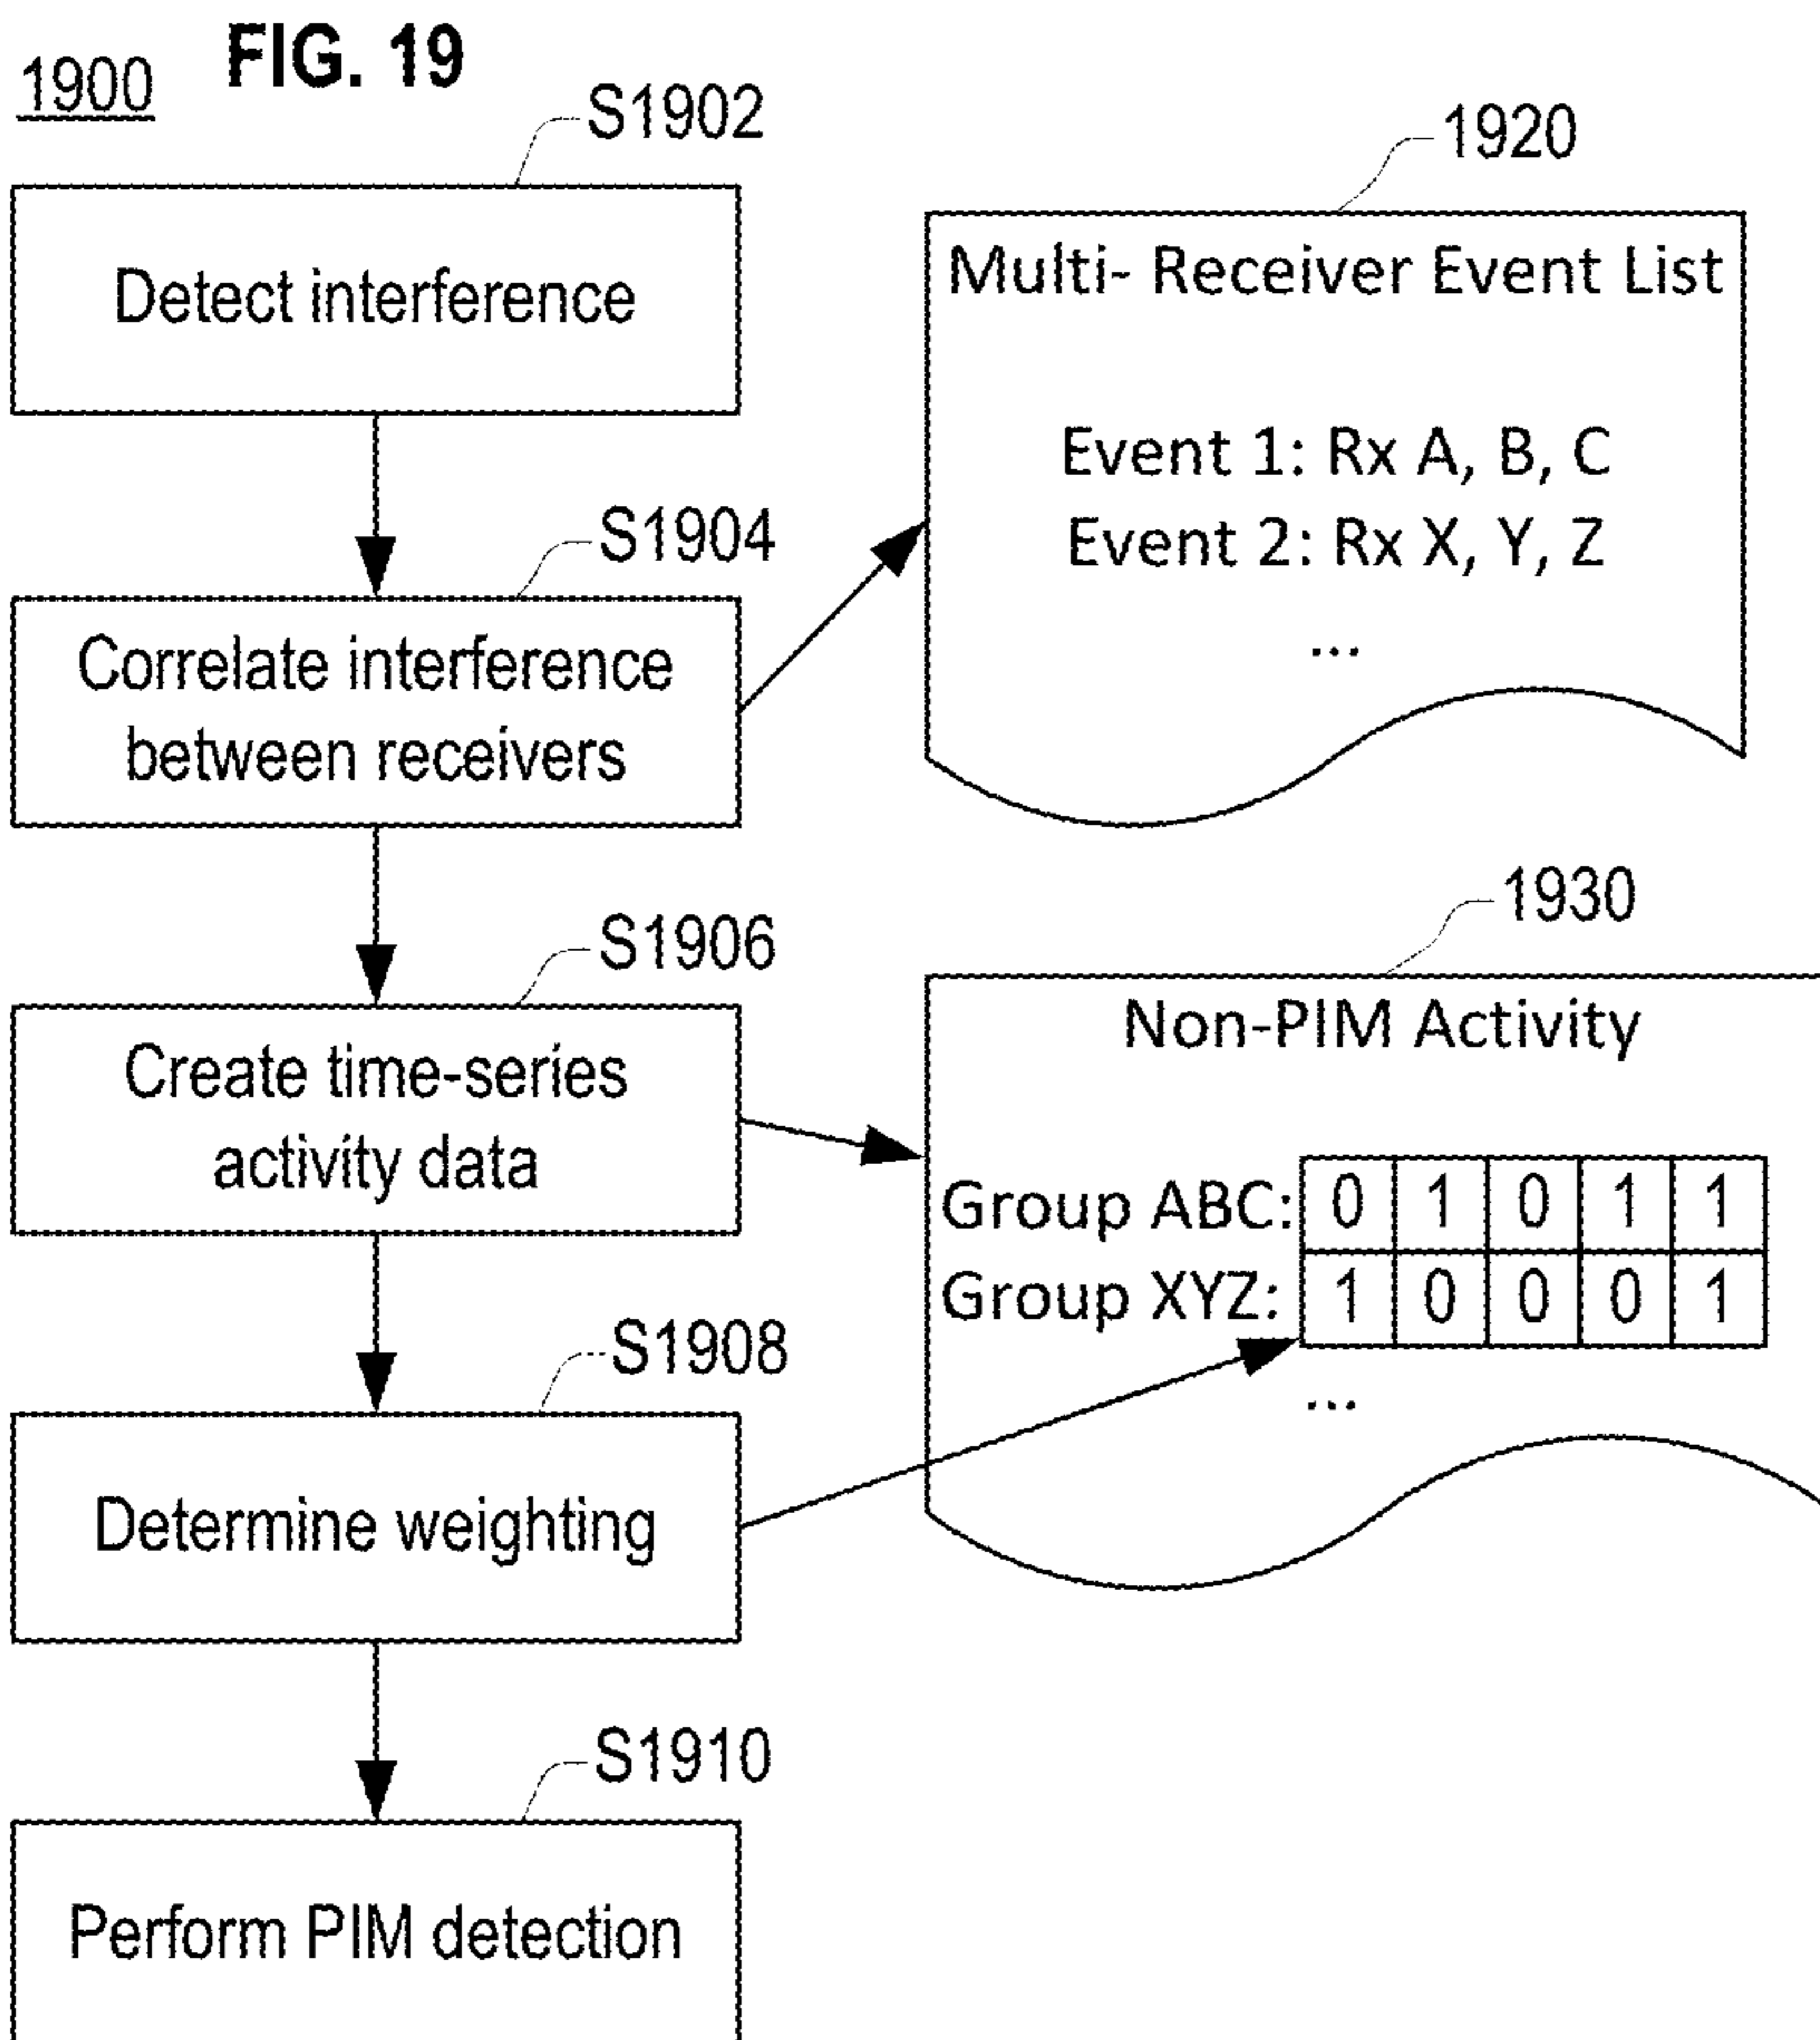 1900 FIG. 19
S1902
Detect interference
S1904
Correlate interference
between receivers
S1906
Create time-series
activity data
S1908
Determine weighting
S1910
Perform PIM detection
1920
Multi- Receiver Event List
Event 1: Rx A, B, C
Event 2: Rx X, Y, Z
...
1930
Non-PIM Activity
Group ABC: 0 1 0 1 1
Group XYZ: 1 0 0 0 1
...